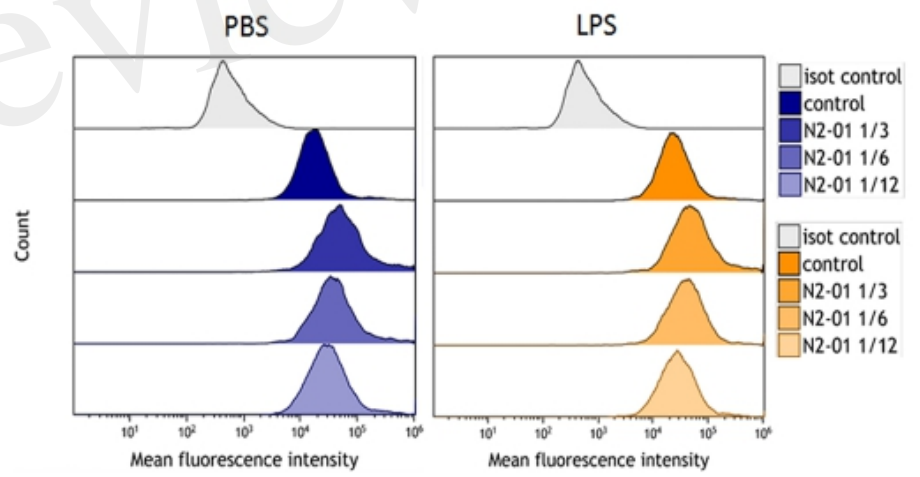 PBS
LPS
isot control
control
N2-01 1/3
N2-01 1/6
N2-01 1/12
isot control
control
N2-01 1/3
N2-01 1/6
N2-01 1/12
Count
10¹ 10² 10³ 10⁴ 10⁵ 10⁶
10¹ 10² 10³ 10⁴ 10⁵ 10⁶
Mean fluorescence intensity
Mean fluorescence intensity